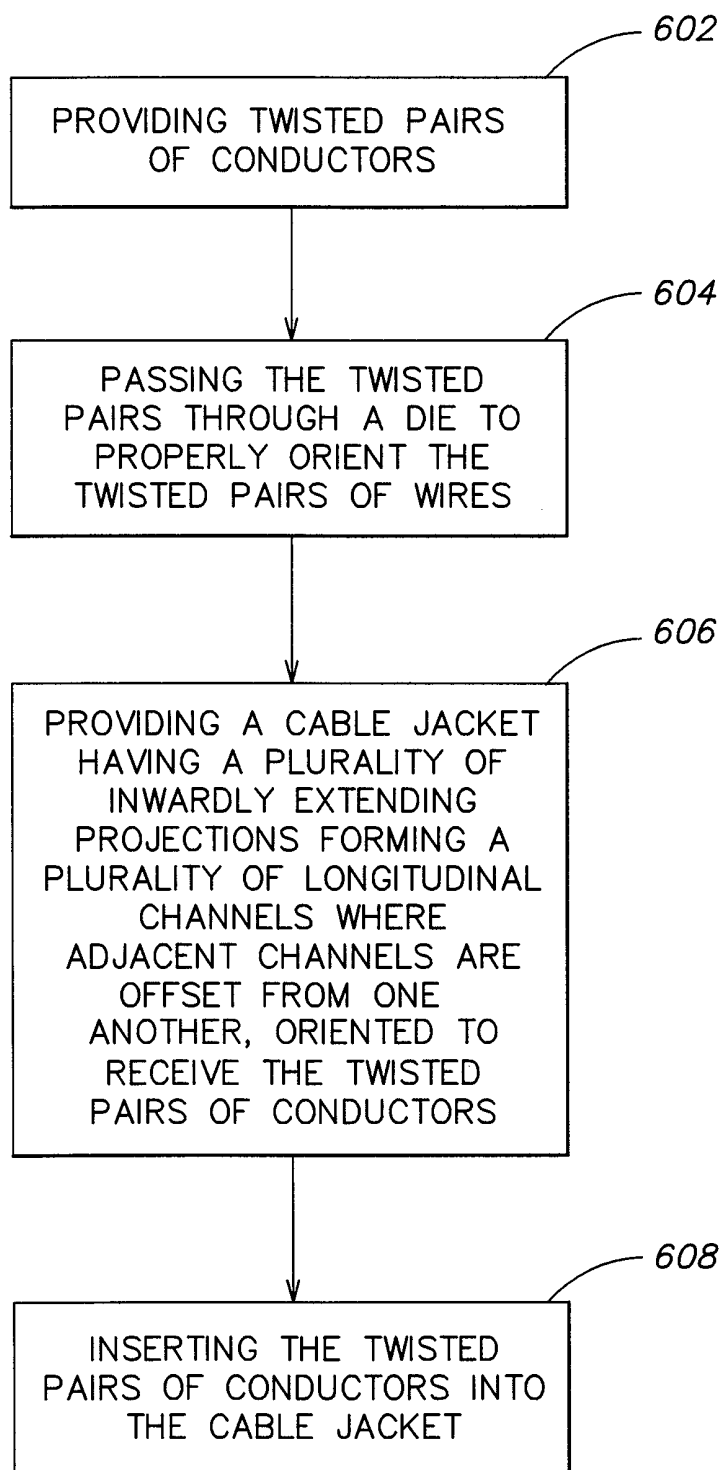 602
PROVIDING TWISTED PAIRS
OF CONDUCTORS
604
PASSING THE TWISTED
PAIRS THROUGH A DIE TO
PROPERLY ORIENT THE
TWISTED PAIRS OF WIRES
606
PROVIDING A CABLE JACKET
HAVING A PLURALITY OF
INWARDLY EXTENDING
PROJECTIONS FORMING A
PLURALITY OF LONGITUDINAL
CHANNELS WHERE
ADJACENT CHANNELS ARE
OFFSET FROM ONE
ANOTHER, ORIENTED TO
RECEIVE THE TWISTED
PAIRS OF CONDUCTORS
608
INSERTING THE TWISTED
PAIRS OF CONDUCTORS INTO
THE CABLE JACKET